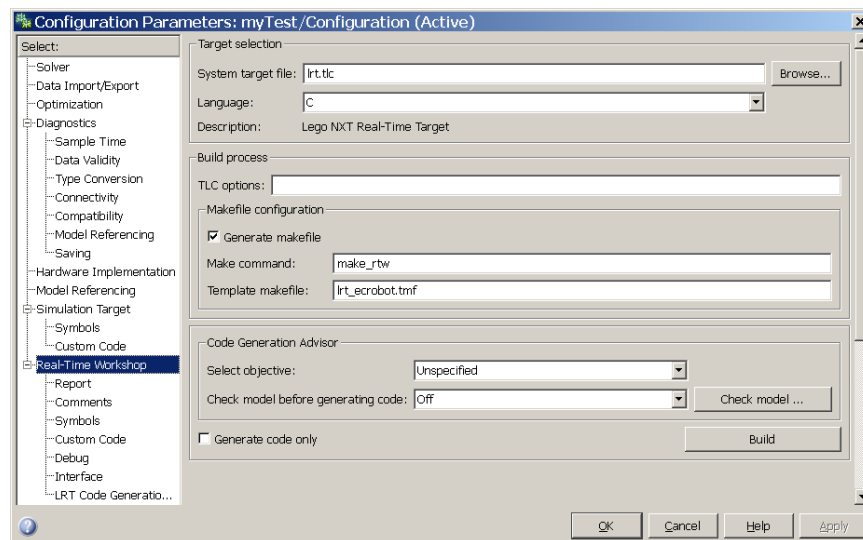 Configuration Parameters: myTest/Configuration (Active)
Select:
Solver
Data Import/Export
Optimization
Diagnostics
Sample Time
Data Validity
Type Conversion
Connectivity
Compatibility
Model Referencing
Saving
Hardware Implementation
Model Referencing
Simulation Target
Symbols
Custom Code
Real-Time Workshop
Report
Comments
Symbols
Custom Code
Debug
Interface
LRT Code Generatio...
Target selection
System target file: lrt.tlc Browse...
Language: C
Description: Lego NXT Real-Time Target
Build process
TLC options:
Makefile configuration
Generate makefile
Make command: make_rtw
Template makefile: lrt_ecrobot.tmf
Code Generation Advisor
Select objective: Unspecified
Check model before generating code: Off Check model ...
Generate code only Build
OK Cancel Help Apply